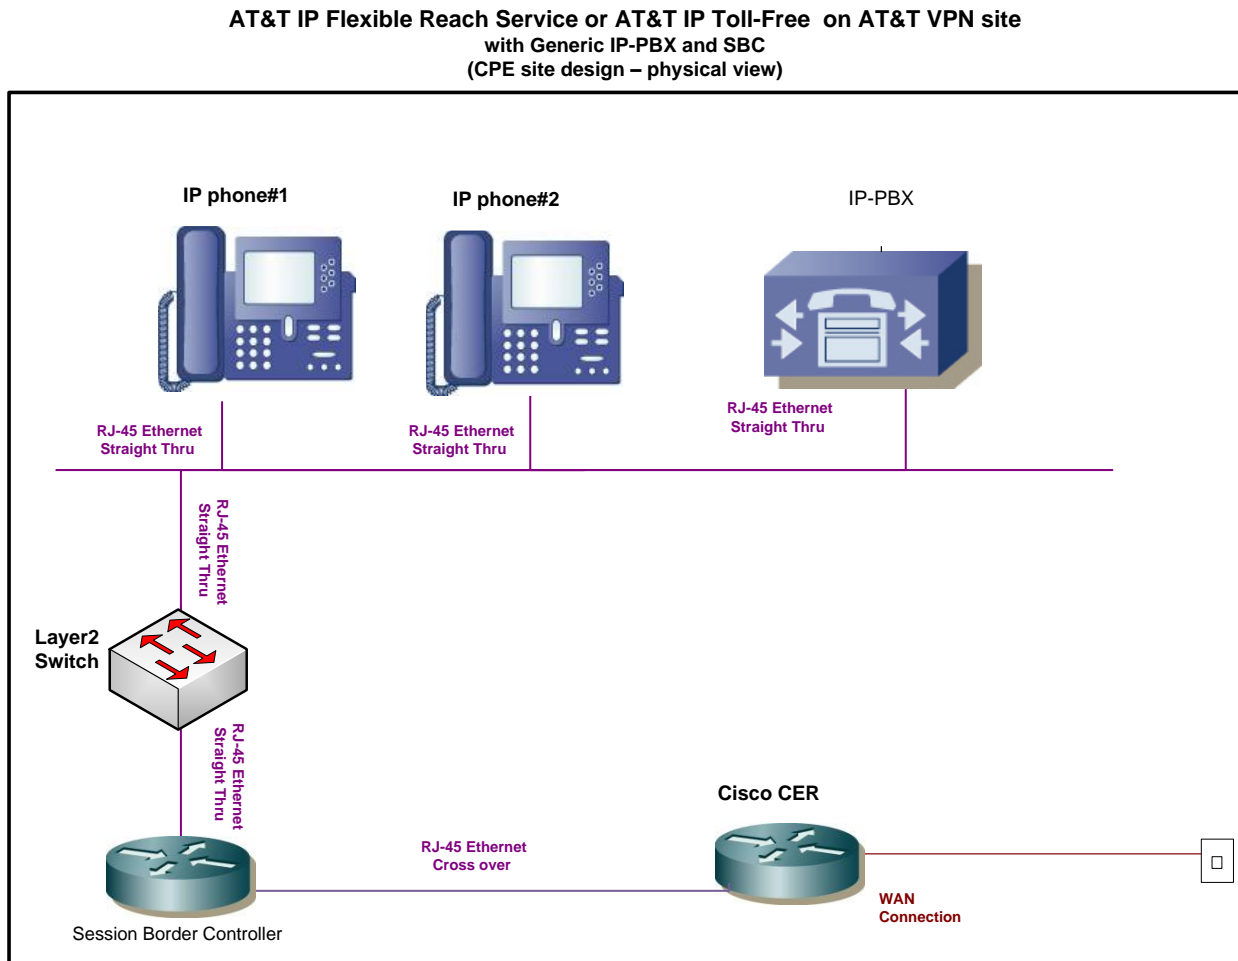 AT&T IP Flexible Reach Service or AT&T IP Toll-Free on AT&T VPN site
with Generic IP-PBX and SBC
(CPE site design – physical view)
IP phone#1
IP phone#2
IP-PBX
RJ-45 Ethernet
Straight Thru
RJ-45 Ethernet
Straight Thru
RJ-45 Ethernet
Straight Thru
RJ-45 Ethernet
Straight Thru
Layer2
Switch
RJ-45 Ethernet
Straight Thru
Cisco CER
RJ-45 Ethernet
Cross over
WAN
Connection
Session Border Controller